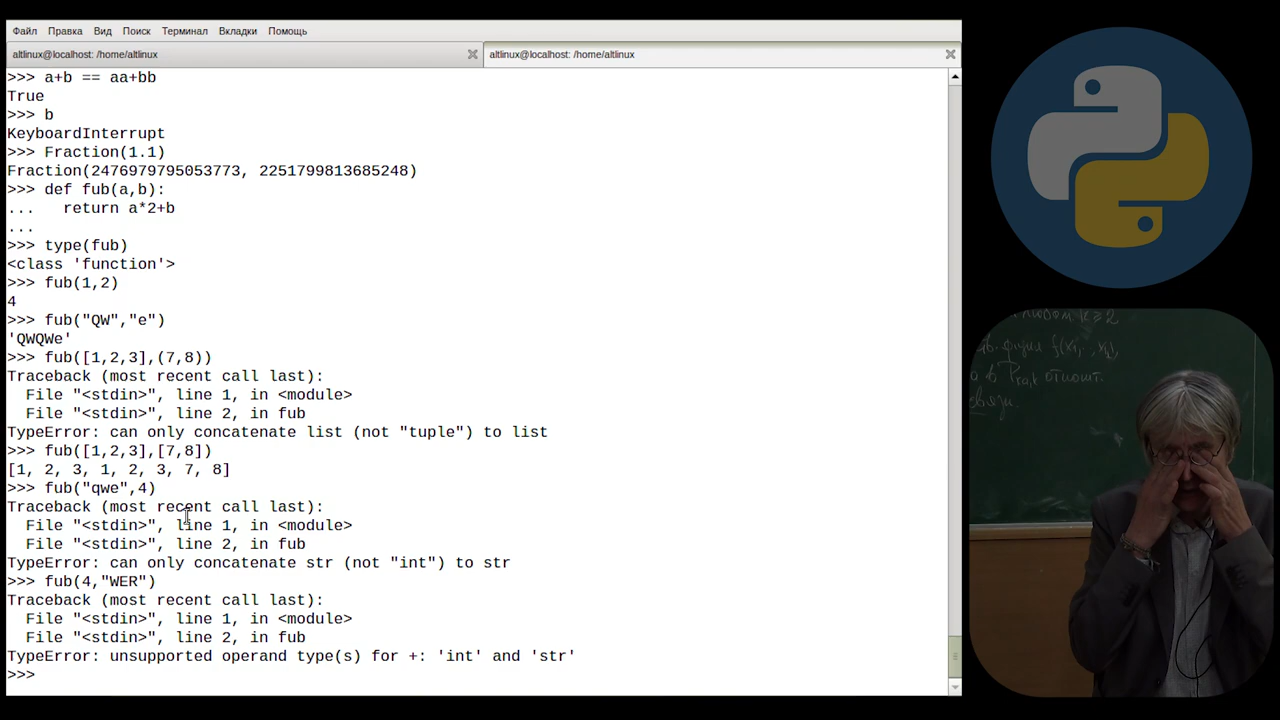 Файл Правка Вид Поиск Терминал Вкладки Помощь
altlinux@localhost: /home/altlinux
altlinux@localhost: /home/altlinux
>>> a+b == aa+bb
True
>>> b
KeyboardInterrupt
>>> Fraction(1.1)
Fraction(2476979795053773, 2251799813685248)
>>> def fub(a,b):
...   return a*2+b
...
>>> type(fub)
<class 'function'>
>>> fub(1,2)
4
>>> fub("QW","e")
'QWQWe'
>>> fub([1,2,3],(7,8))
Traceback (most recent call last):
  File "<stdin>", line 1, in <module>
  File "<stdin>", line 2, in fub
TypeError: can only concatenate list (not "tuple") to list
>>> fub([1,2,3],[7,8])
[1, 2, 3, 1, 2, 3, 7, 8]
>>> fub("qwe",4)
Traceback (most recent call last):
  File "<stdin>", line 1, in <module>
  File "<stdin>", line 2, in fub
TypeError: can only concatenate str (not "int") to str
>>> fub(4,"WER")
Traceback (most recent call last):
  File "<stdin>", line 1, in <module>
  File "<stdin>", line 2, in fub
TypeError: unsupported operand type(s) for +: 'int' and 'str'
>>>